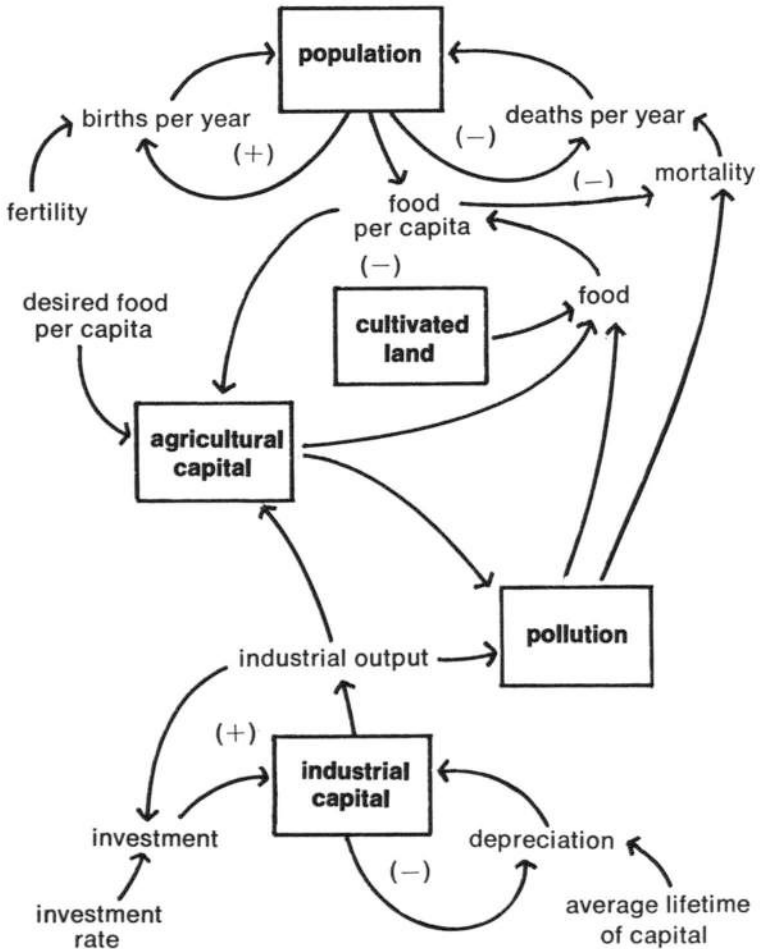 population
births per year
deaths per year
(+)
(-)
(-)
mortality
fertility
food
per capita
(-)
desired food
per capita
cultivated
land
food
agricultural
capital
pollution
industrial output
(+)
industrial
capital
investment
depreciation
(-)
investment
rate
average lifetime
of capital